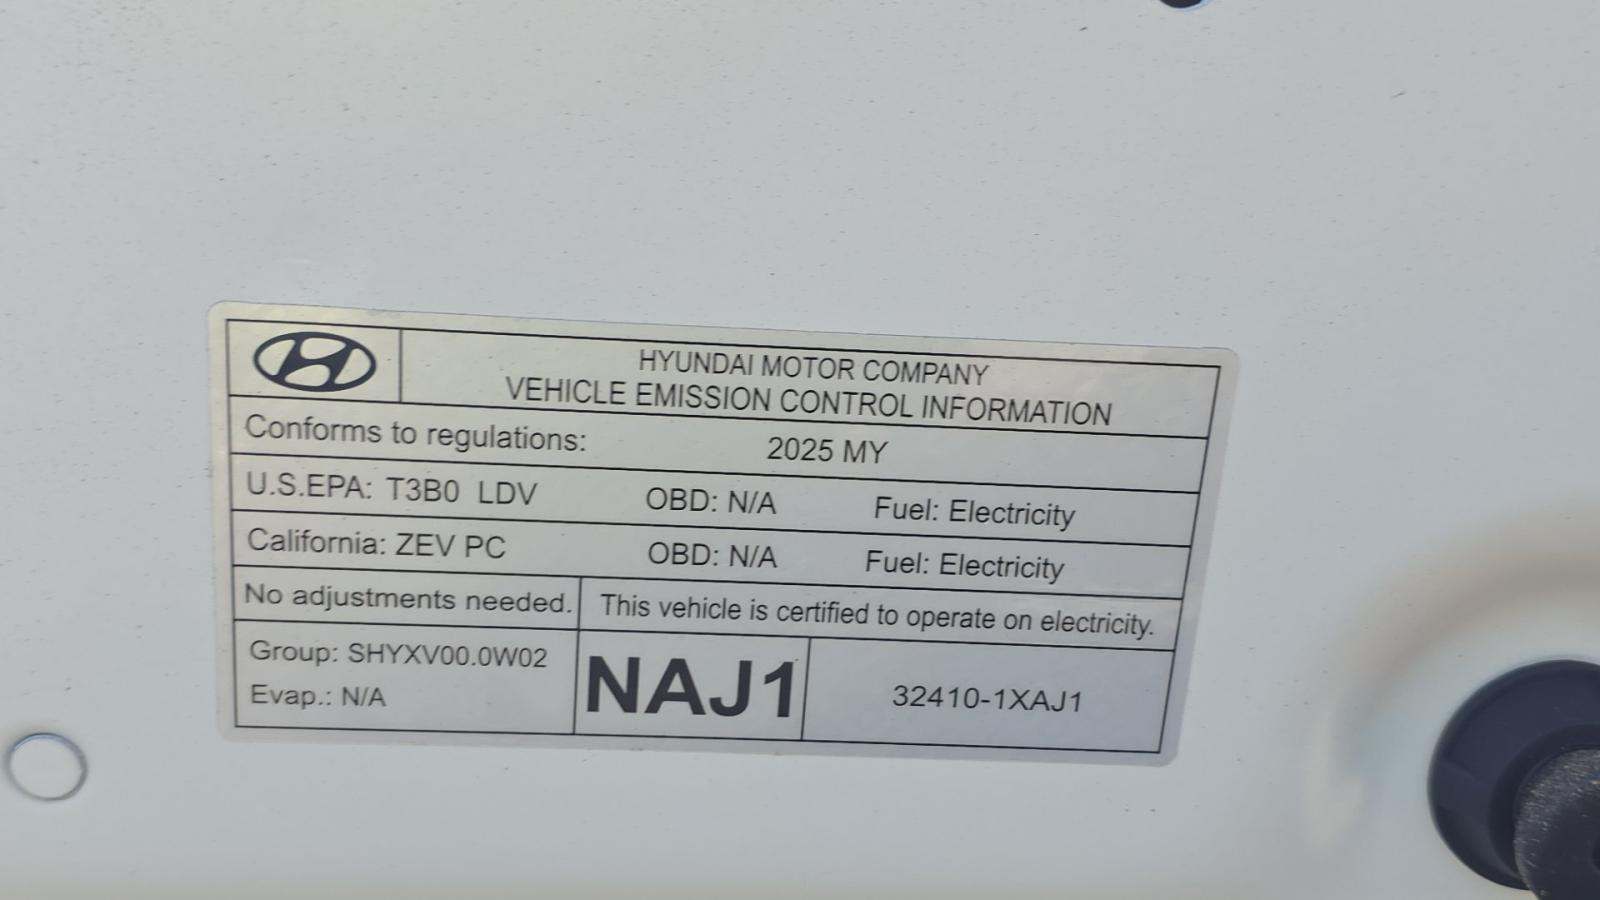 HYUNDAI MOTOR COMPANY
VEHICLE EMISSION CONTROL INFORMATION
Conforms to regulations: 2025 MY
U.S.EPA: T3B0 LDV OBD: N/A Fuel: Electricity
California: ZEV PC OBD: N/A Fuel: Electricity
No adjustments needed. This vehicle is certified to operate on electricity.
Group: SHYXV00.0W02
Evap.: N/A
NAJ1
32410-1XAJ1